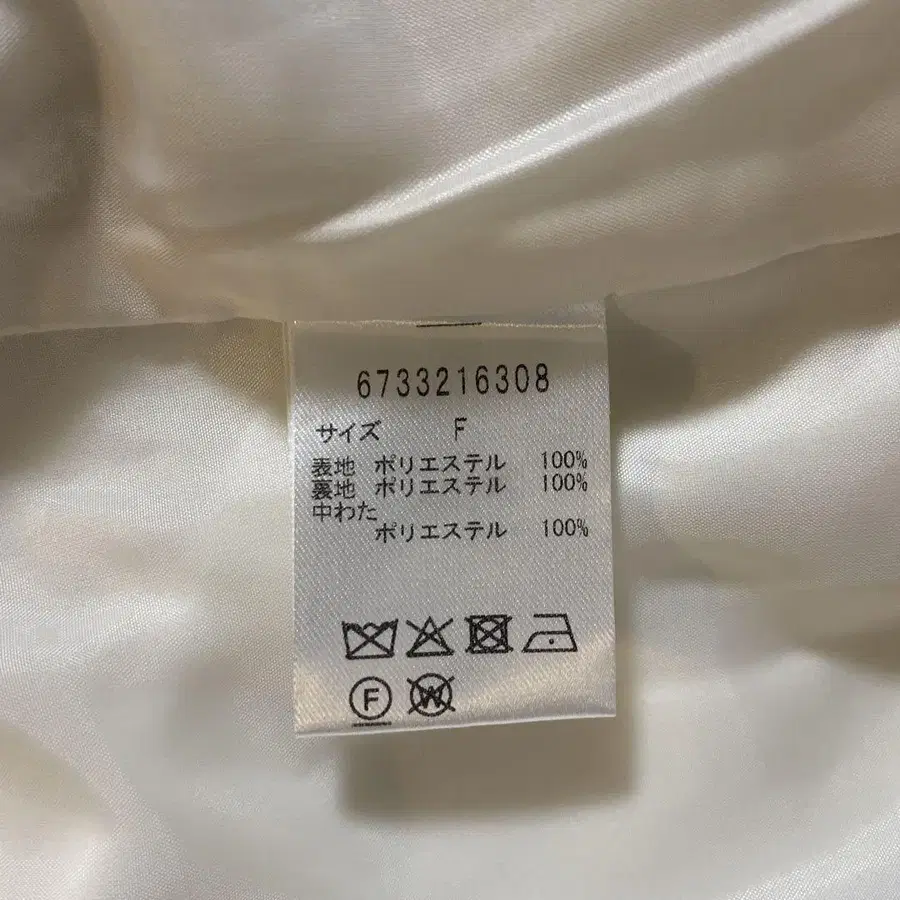 6733216308
サイズ F
表地 ポリエステル 100%
裏地 ポリエステル 100%
中わた
ポリエステル 100%
F W